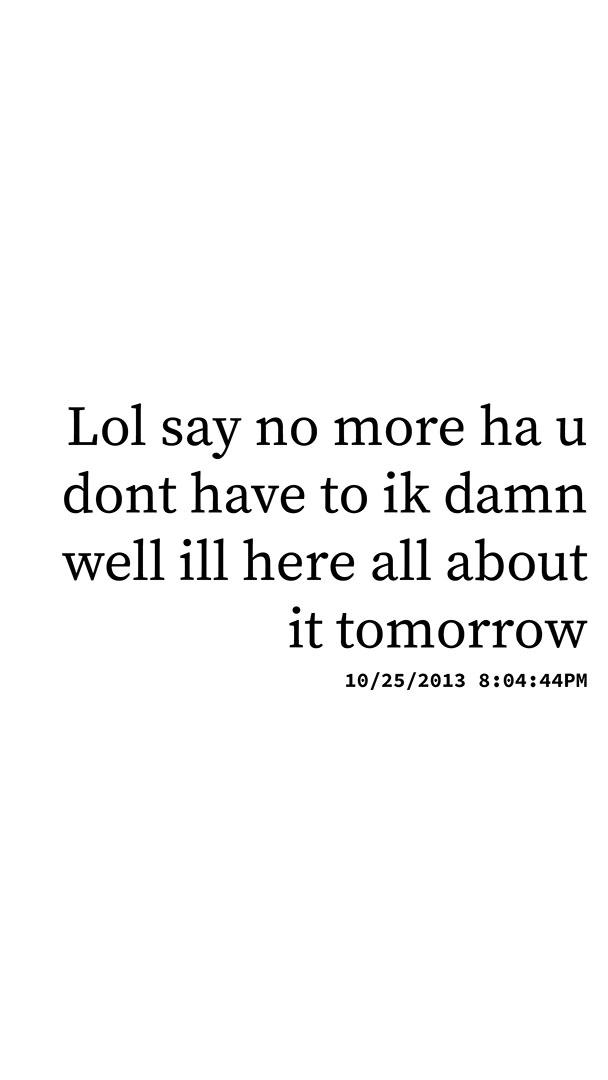 Lol say no more ha u
dont have to ik damn
well ill here all about
it tomorrow
10/25/2013 8:04:44PM